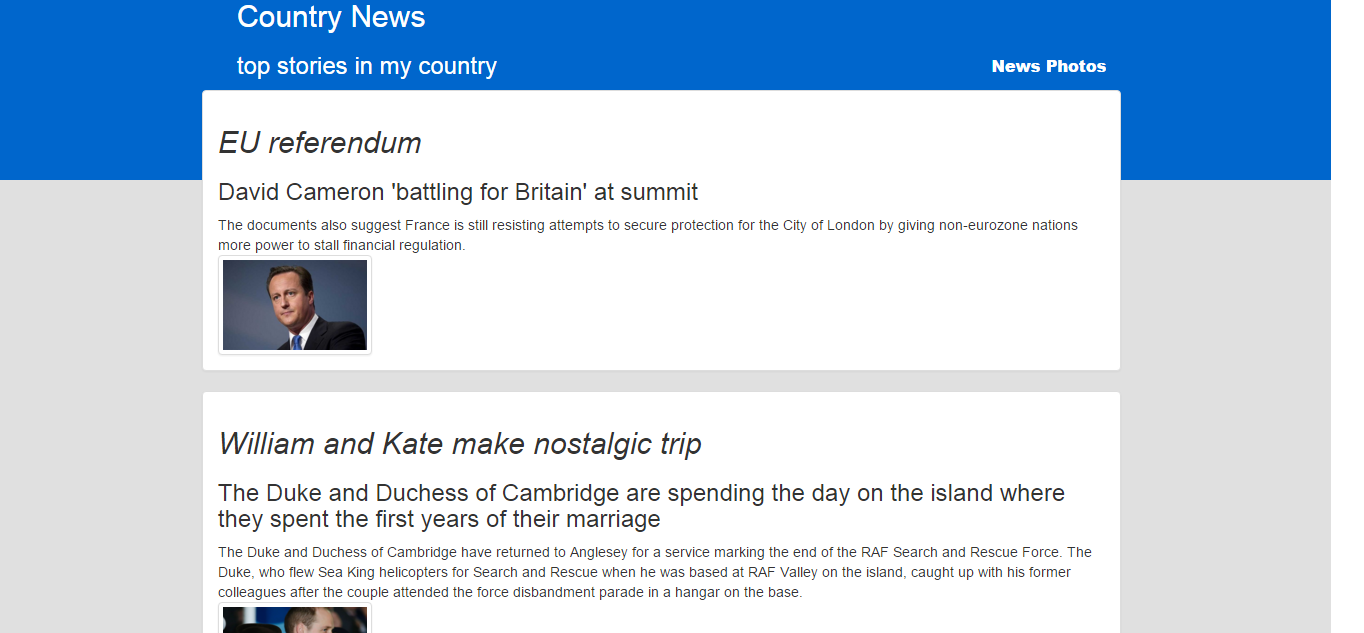 Country News
top stories in my country
News Photos
EU referendum
David Cameron 'battling for Britain' at summit
The documents also suggest France is still resisting attempts to secure protection for the City of London by giving non-eurozone nations
more power to stall financial regulation.
William and Kate make nostalgic trip
The Duke and Duchess of Cambridge are spending the day on the island where
they spent the first years of their marriage
The Duke and Duchess of Cambridge have returned to Anglesey for a service marking the end of the RAF Search and Rescue Force. The
Duke, who flew Sea King helicopters for Search and Rescue when he was based at RAF Valley on the island, caught up with his former
colleagues after the couple attended the force disbandment parade in a hangar on the base.